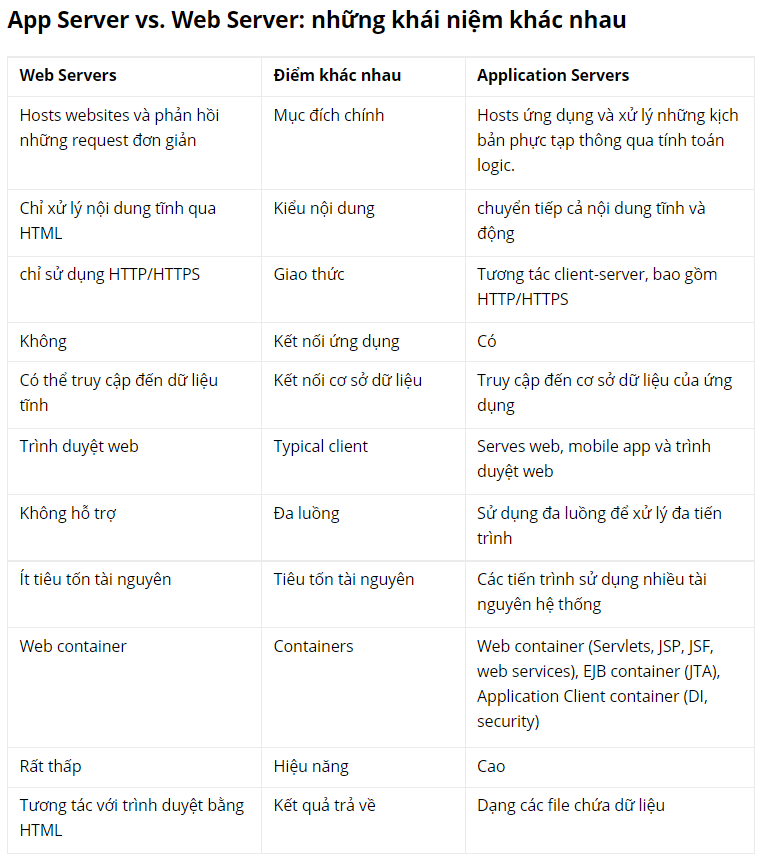 App Server vs. Web Server: những khái niệm khác nhau
Web Servers
Điểm khác nhau
Application Servers
Hosts websites và phản hồi
những request đơn giản
Mục đích chính
Hosts ứng dụng và xử lý những kịch
bản phực tạp thông qua tính toán
logic.
Chỉ xử lý nội dung tĩnh qua
HTML
Kiểu nội dung
chuyển tiếp cả nội dung tĩnh và
động
chỉ sử dụng HTTP/HTTPS
Giao thức
Tương tác client-server, bao gồm
HTTP/HTTPS
Không
Kết nối ứng dụng
Có
Có thể truy cập đến dữ liệu
tĩnh
Kết nối cơ sở dữ liệu
Truy cập đến cơ sở dữ liệu của ứng
dụng
Trình duyệt web
Typical client
Serves web, mobile app và trình
duyệt web
Không hỗ trợ
Đa luồng
Sử dụng đa luồng để xử lý đa tiến
trình
Ít tiêu tốn tài nguyên
Tiêu tốn tài nguyên
Các tiến trình sử dụng nhiều tài
nguyên hệ thống
Web container
Containers
Web container (Servlets, JSP, JSF,
web services), EJB container (JTA),
Application Client container (DI,
security)
Rất thấp
Hiệu năng
Cao
Tương tác với trình duyệt bằng
HTML
Kết quả trả về
Dạng các file chứa dữ liệu